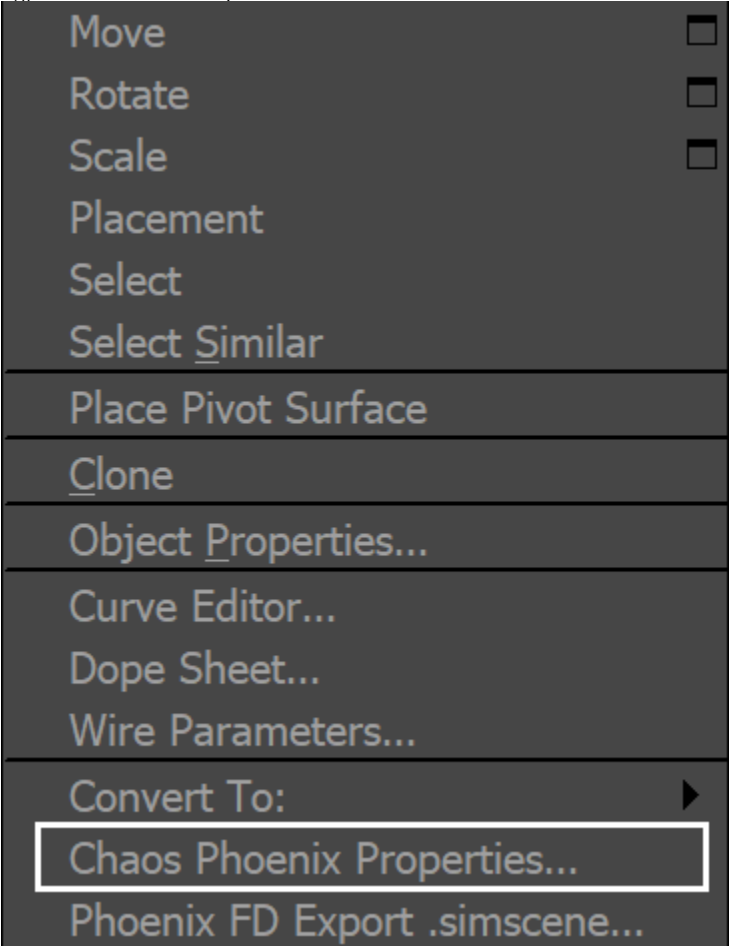 Move
Rotate
Scale
Placement
Select
Select Similar
Place Pivot Surface
Clone
Object Properties...
Curve Editor...
Dope Sheet...
Wire Parameters...
Convert To:
Chaos Phoenix Properties...
Phoenix FD Export .simscene...